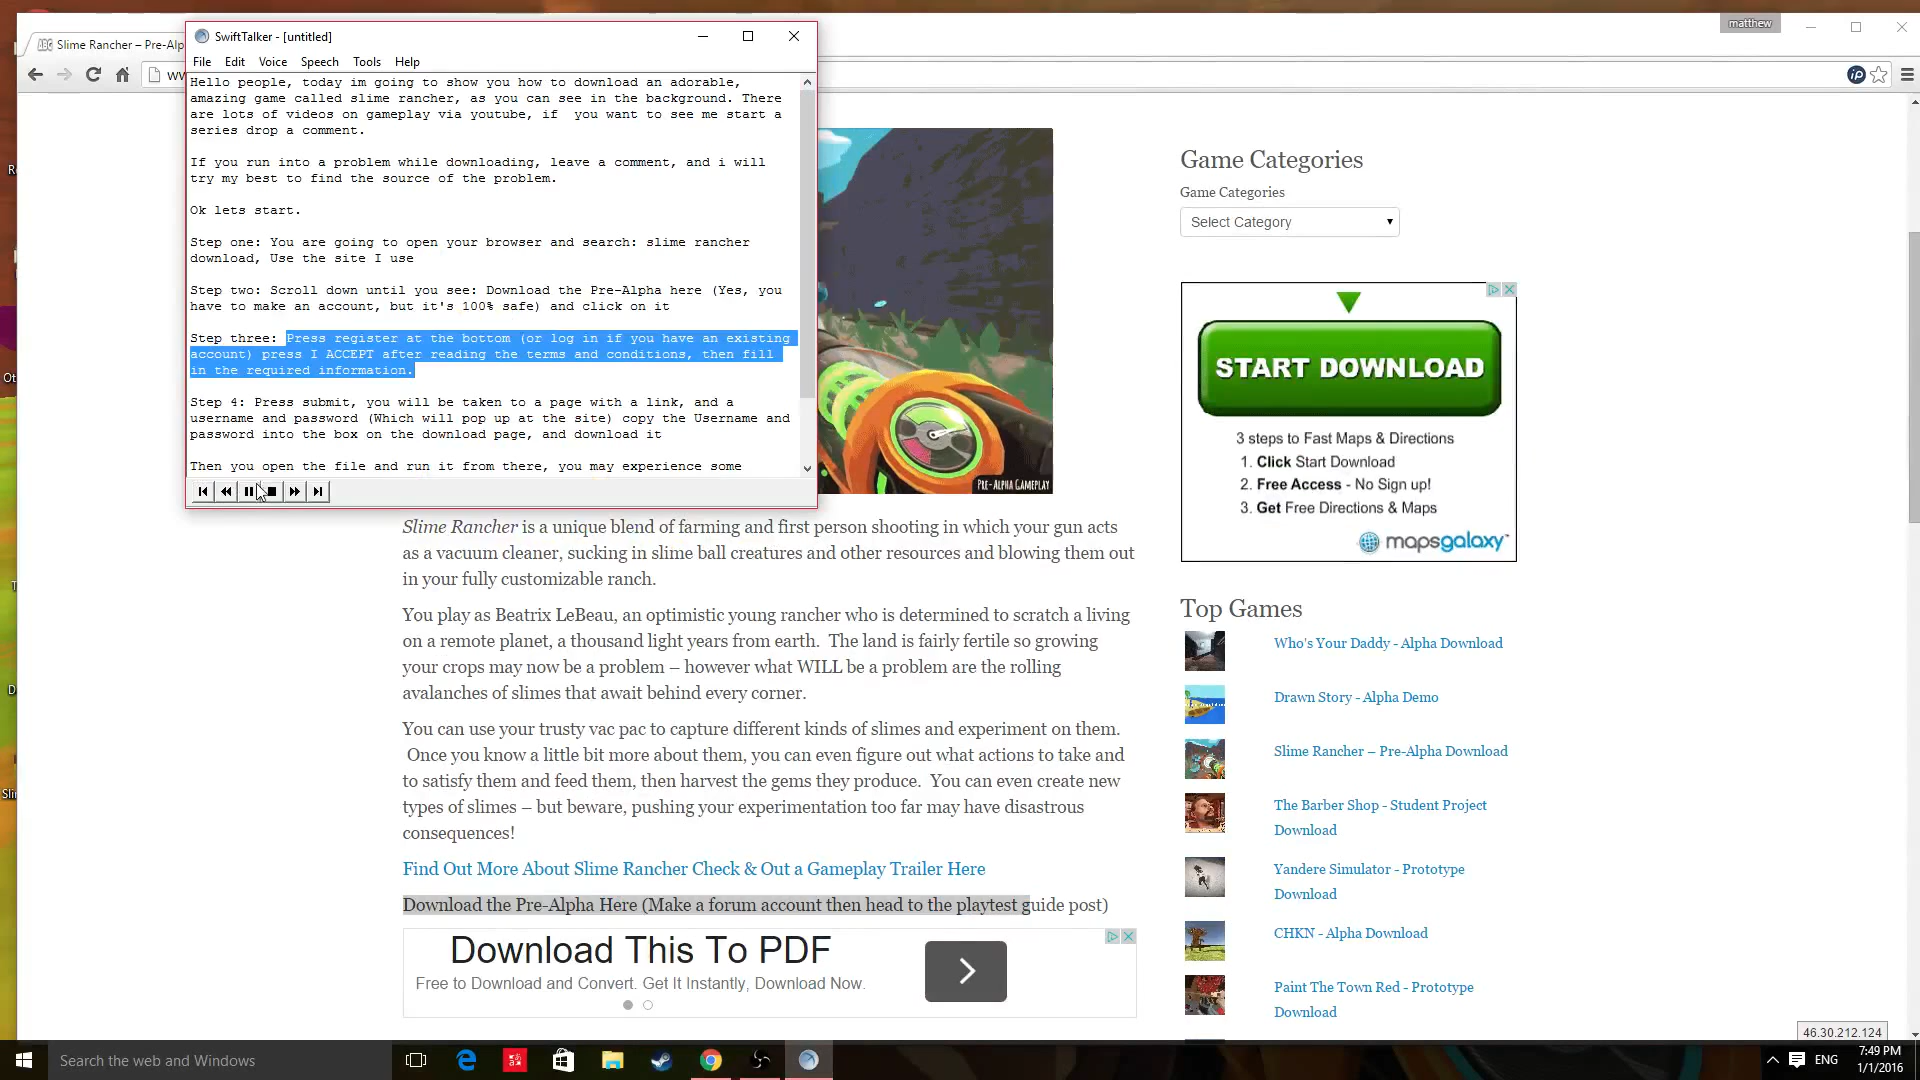 matthew
Slime Rancher – Pre-Alp
SwiftTalker - [untitled]
File Edit Voice Speech Tools Help
Hello people, today im going to show you how to download an adorable,
amazing game called slime rancher, as you can see in the background. There
are lots of videos on gameplay via youtube, if  you want to see me start a
series drop a comment.
If you run into a problem while downloading, leave a comment, and i will
try my best to find the source of the problem.
Ok lets start.
Step one: You are going to open your browser and search: slime rancher
download, Use the site I use
Step two: Scroll down until you see: Download the Pre-Alpha here (Yes, you
have to make an account, but it's 100% safe) and click on it
Step three: Press register at the bottom (or log in if you have an existing
account) press I ACCEPT after reading the terms and conditions, then fill
in the required information.
Step 4: Press submit, you will be taken to a page with a link, and a
username and password (Which will pop up at the site) copy the Username and
password into the box on the download page, and download it
Then you open the file and run it from there, you may experience some
PRE-ALPHA GAMEPLAY
Slime Rancher is a unique blend of farming and first person shooting in which your gun acts
as a vacuum cleaner, sucking in slime ball creatures and other resources and blowing them out
in your fully customizable ranch.
You play as Beatrix LeBeau, an optimistic young rancher who is determined to scratch a living
on a remote planet, a thousand light years from earth.  The land is fairly fertile so growing
your crops may now be a problem – however what WILL be a problem are the rolling
avalanches of slimes that await behind every corner.
You can use your trusty vac pac to capture different kinds of slimes and experiment on them.
Once you know a little bit more about them, you can even figure out what actions to take and
to satisfy them and feed them, then harvest the gems they produce.  You can even create new
types of slimes – but beware, pushing your experimentation too far may have disastrous
consequences!
Find Out More About Slime Rancher Check & Out a Gameplay Trailer Here
Download the Pre-Alpha Here (Make a forum account then head to the playtest guide post)
Download This To PDF
Free to Download and Convert. Get It Instantly, Download Now.
Game Categories
Game Categories
Select Category
START DOWNLOAD
3 steps to Fast Maps & Directions
1. Click Start Download
2. Free Access - No Sign up!
3. Get Free Directions & Maps
mapsgalaxy™
Top Games
Who's Your Daddy - Alpha Download
Drawn Story - Alpha Demo
Slime Rancher – Pre-Alpha Download
The Barber Shop - Student Project
Download
Yandere Simulator - Prototype
Download
CHKN - Alpha Download
Paint The Town Red - Prototype
Download
46.30.212.124
Search the web and Windows
ENG
7:49 PM
1/1/2016